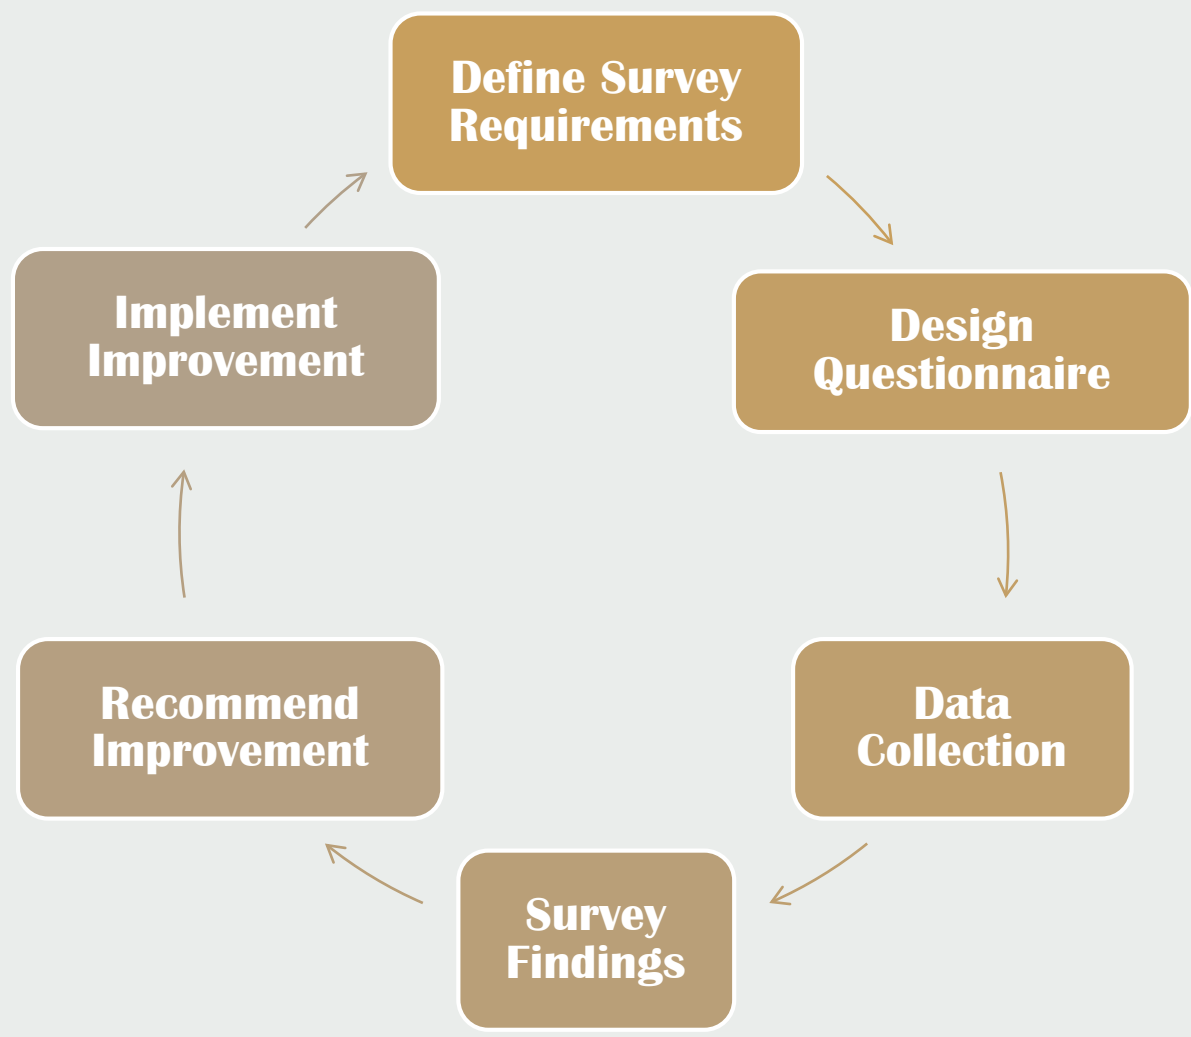 Define Survey
Requirements
Design
Questionnaire
Data
Collection
Survey
Findings
Recommend
Improvement
Implement
Improvement